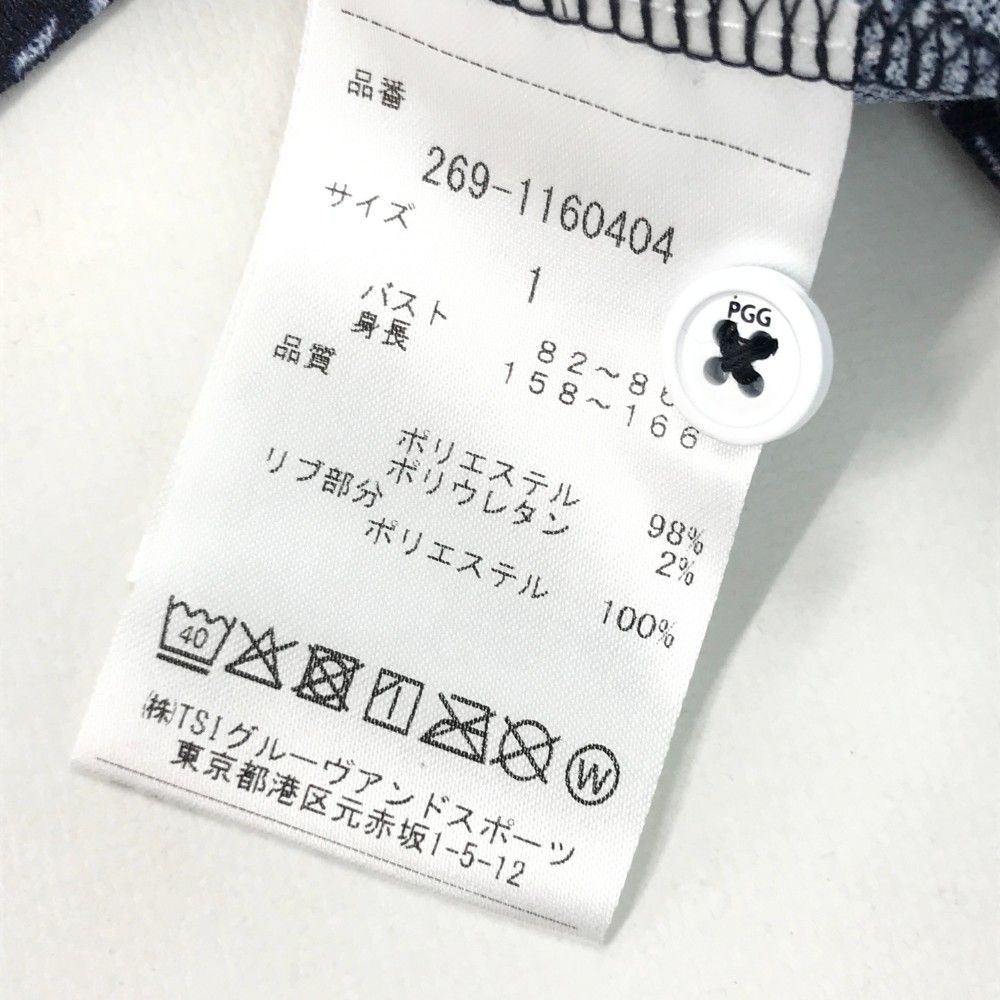 品番
269-1160404
サイズ
1
バスト 82～8
身長 158～166
品質
ポリエステル 98%
ポリウレタン 2%
リブ部分
ポリエステル 100%
40
W
(株)TSIグルーヴアンドスポーツ
東京都港区元赤坂1-5-12
PGG